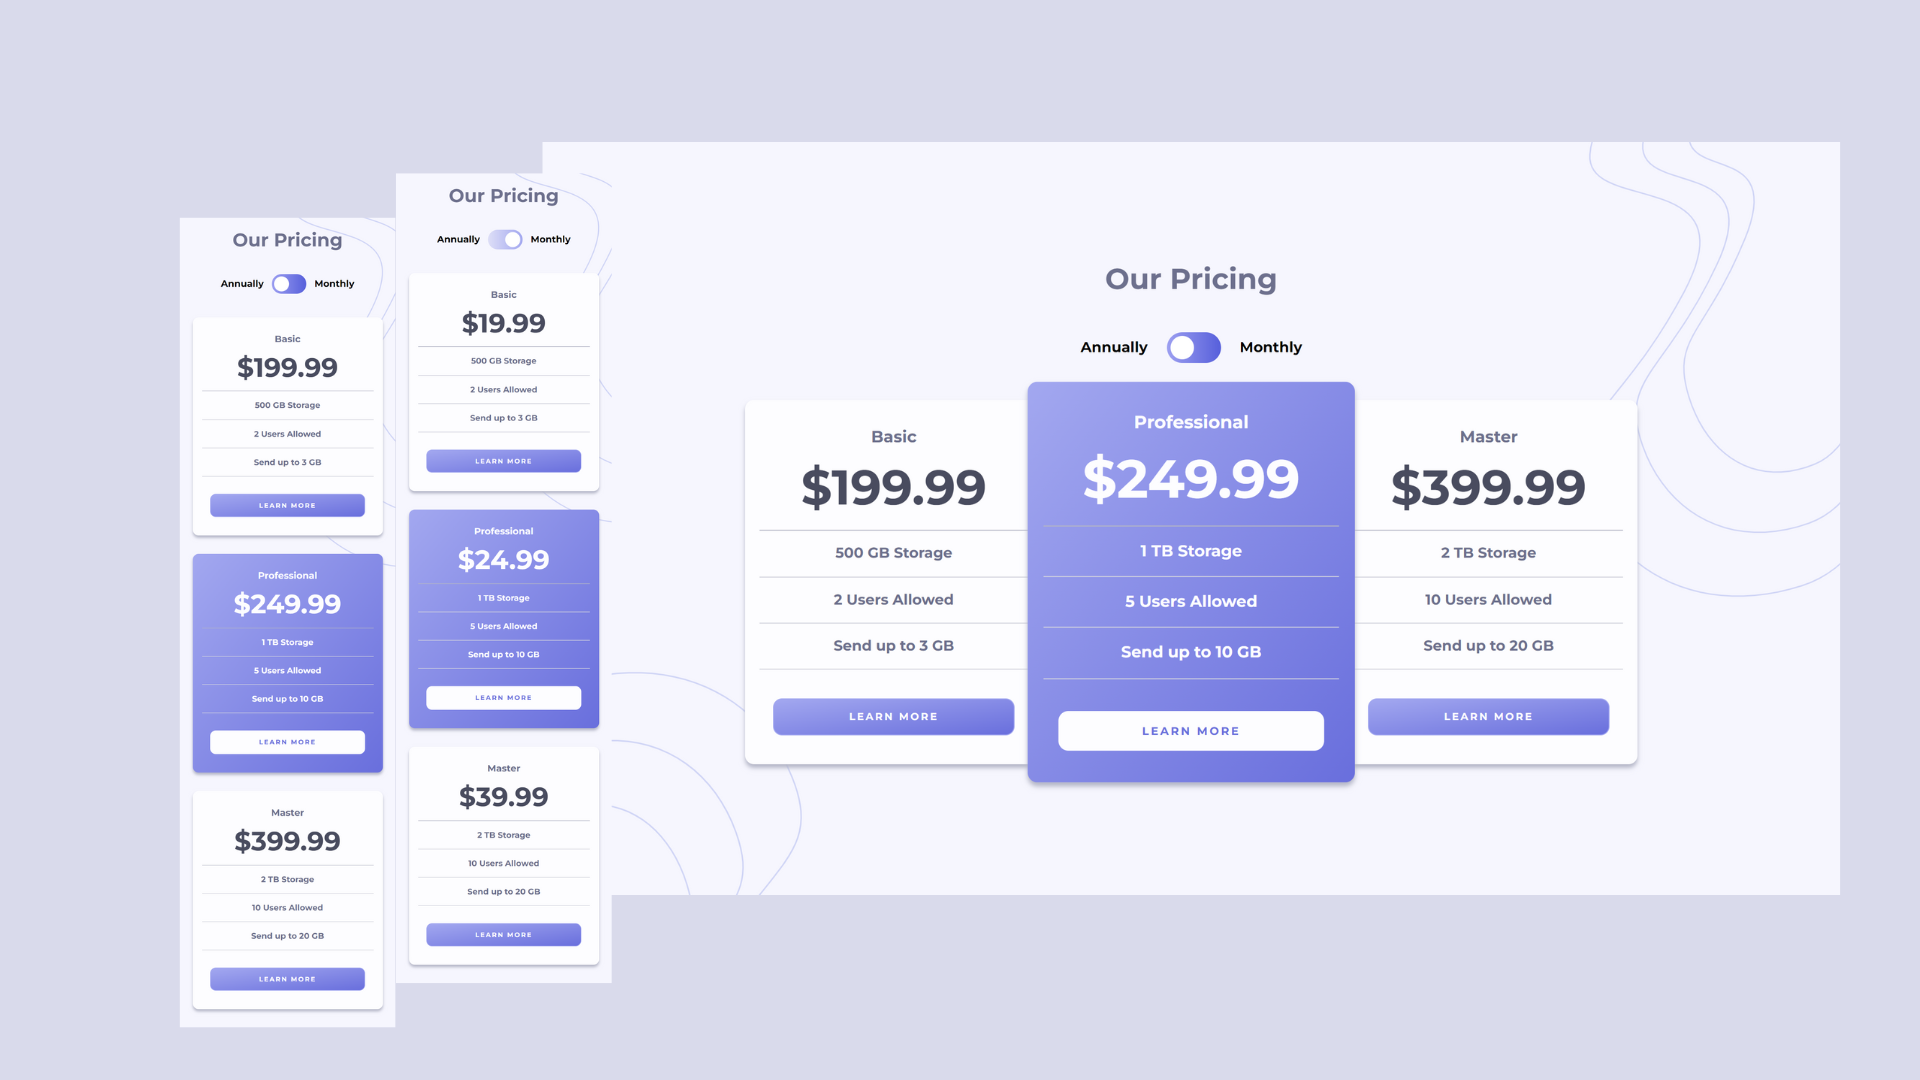 Our Pricing
Annually Monthly
Basic
$199.99
500 GB Storage
2 Users Allowed
Send up to 3 GB
LEARN MORE
Professional
$249.99
1 TB Storage
5 Users Allowed
Send up to 10 GB
LEARN MORE
Master
$399.99
2 TB Storage
10 Users Allowed
Send up to 20 GB
LEARN MORE
Our Pricing
Annually Monthly
Basic
$19.99
500 GB Storage
2 Users Allowed
Send up to 3 GB
LEARN MORE
Professional
$24.99
1 TB Storage
5 Users Allowed
Send up to 10 GB
LEARN MORE
Master
$39.99
2 TB Storage
10 Users Allowed
Send up to 20 GB
LEARN MORE
Our Pricing
Annually Monthly
Basic
$199.99
500 GB Storage
2 Users Allowed
Send up to 3 GB
LEARN MORE
Professional
$249.99
1 TB Storage
5 Users Allowed
Send up to 10 GB
LEARN MORE
Master
$399.99
2 TB Storage
10 Users Allowed
Send up to 20 GB
LEARN MORE